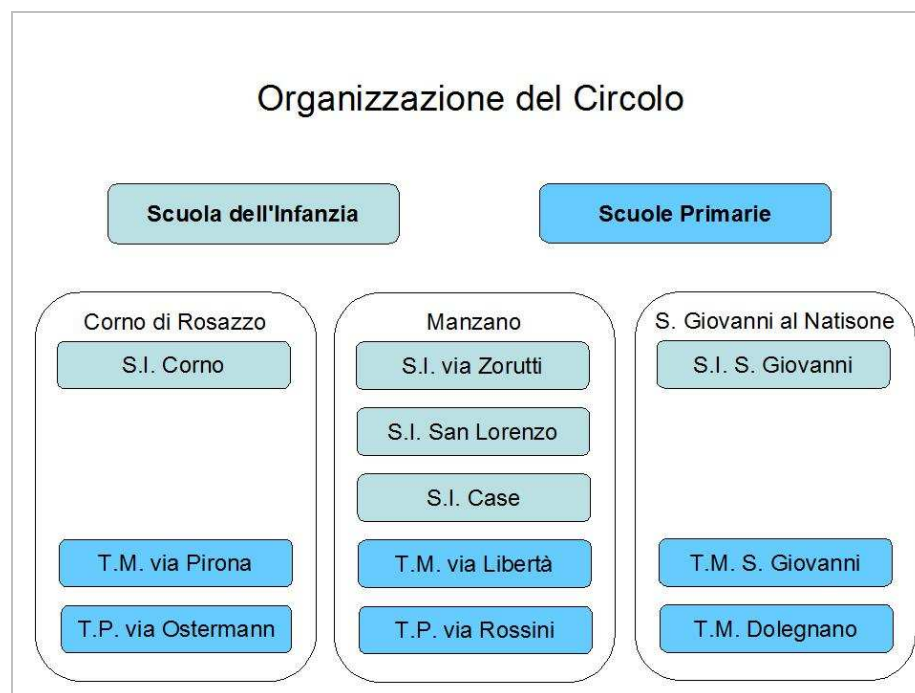 Organizzazione del Circolo
Scuola dell'Infanzia
Scuole Primarie
Corno di Rosazzo
S.I. Corno
T.M. via Pirona
T.P. via Ostermann
Manzano
S.I. via Zorutti
S.I. San Lorenzo
S.I. Case
T.M. via Libertà
T.P. via Rossini
S. Giovanni al Natisone
S.I. S. Giovanni
T.M. S. Giovanni
T.M. Dolegnano